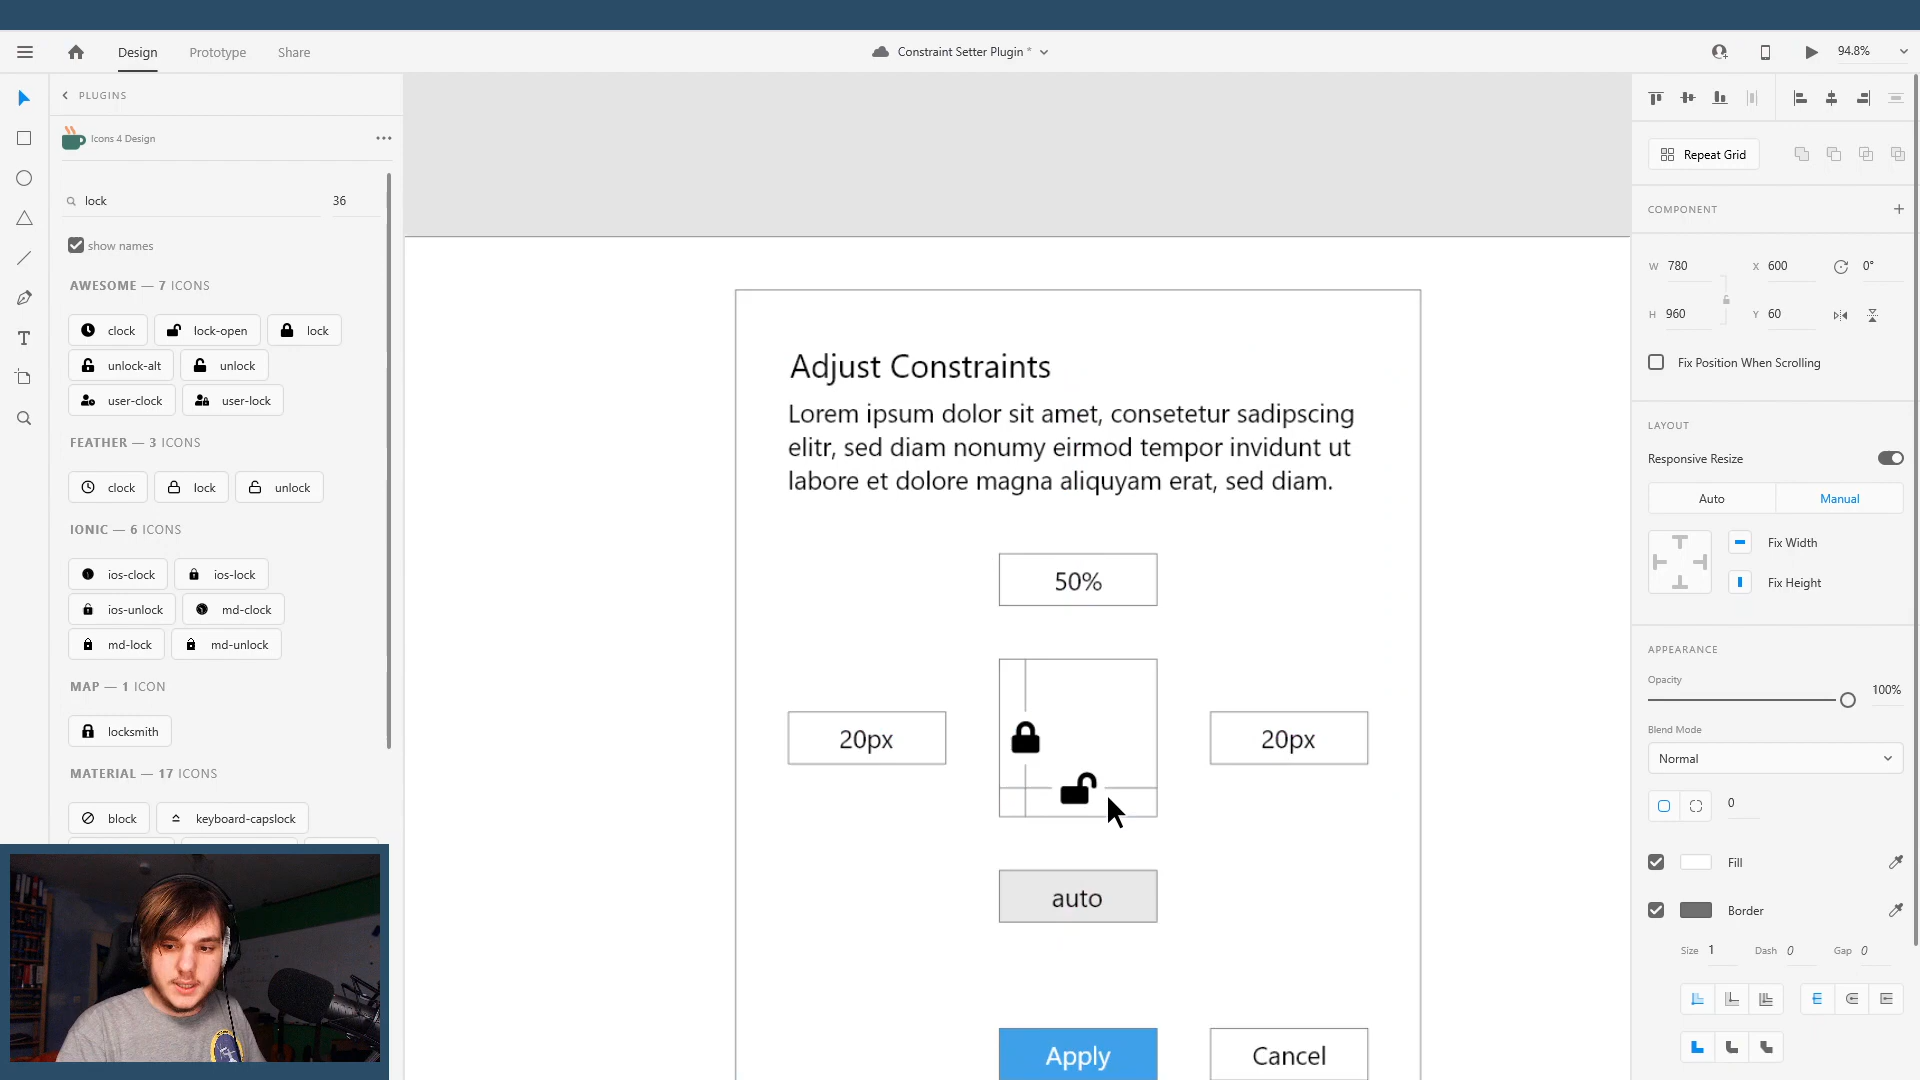 Design
Prototype
Share
Constraint Setter Plugin *
94.8%
PLUGINS
Icons 4 Design
lock
36
show names
AWESOME — 7 ICONS
clock
lock-open
lock
unlock-alt
unlock
user-clock
user-lock
FEATHER — 3 ICONS
clock
lock
unlock
IONIC — 6 ICONS
ios-clock
ios-lock
ios-unlock
md-clock
md-lock
md-unlock
MAP — 1 ICON
locksmith
MATERIAL — 17 ICONS
block
keyboard-capslock
Adjust Constraints
Lorem ipsum dolor sit amet, consetetur sadipscing
elitr, sed diam nonumy eirmod tempor invidunt ut
labore et dolore magna aliquyam erat, sed diam.
50%
20px
20px
auto
Apply
Cancel
Repeat Grid
COMPONENT
W 780
X 600
0°
H 960
Y 60
Fix Position When Scrolling
LAYOUT
Responsive Resize
Auto
Manual
Fix Width
Fix Height
APPEARANCE
Opacity
100%
Blend Mode
Normal
0
Fill
Border
Size 1
Dash 0
Gap 0